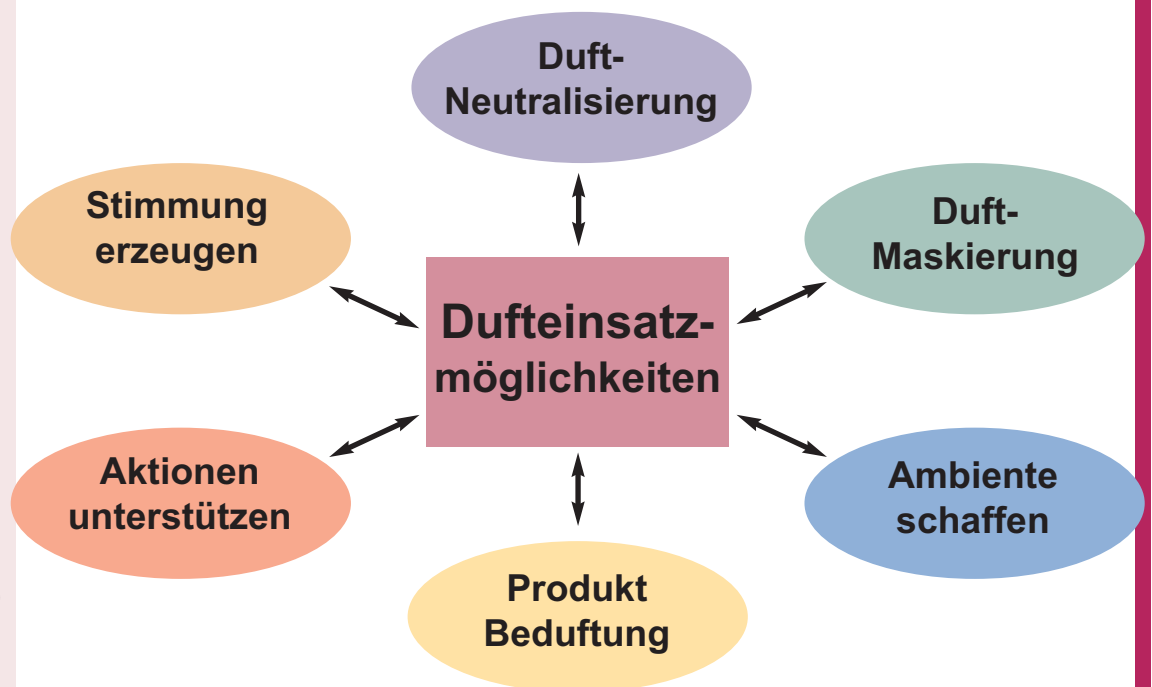 Duft-
Neutralisierung
Stimmung
erzeugen
Duft-
Maskierung
Dufteinsatz-
möglichkeiten
Aktionen
unterstützen
Ambiente
schaffen
Produkt
Beduftung